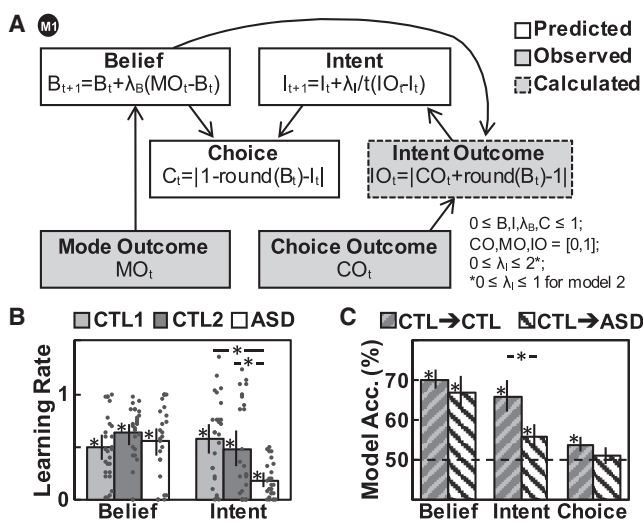 A M1
Predicted
Observed
Calculated
Belief
Bt+1=Bt+λB(MOt-Bt)
Intent
It+1=It+λI/t(IOt-It)
Choice
Ct=|1-round(Bt)-It|
Intent Outcome
IOt=|COt+round(Bt)-1|
Mode Outcome
MOt
Choice Outcome
COt
0 ≤ B,I,λB,C ≤ 1;
CO,MO,IO = [0,1];
0 ≤ λI ≤ 2*;
*0 ≤ λI ≤ 1 for model 2
B
CTL1 CTL2 ASD
Learning Rate
1
0
* * * * * *
* *
Belief Intent
C
CTL→CTL CTL→ASD
Model Acc. (%)
70
60
50
*
* * * * *
Belief Intent Choice